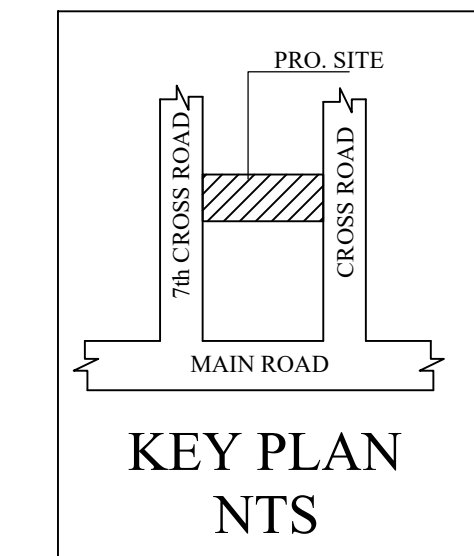 PRO. SITE
7th CROSS ROAD
CROSS ROAD
MAIN ROAD
KEY PLAN
NTS